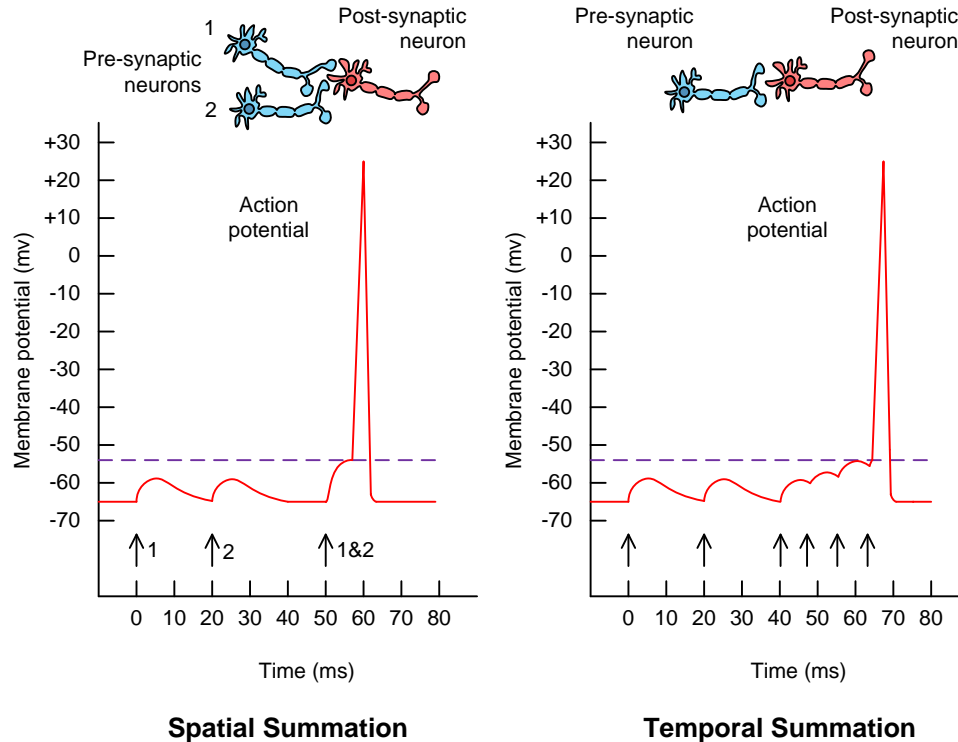 1
Pre-synaptic
neurons
2
Post-synaptic
neuron
+30
+20
+10
0
-10
-20
-30
-40
-50
-60
-70
Membrane potential (mv)
Action
potential
1
2
1&2
0 10 20 30 40 50 60 70 80
Time (ms)
Spatial Summation
Pre-synaptic
neuron
Post-synaptic
neuron
+30
+20
+10
0
-10
-20
-30
-40
-50
-60
-70
Membrane potential (mv)
Action
potential
0 10 20 30 40 50 60 70 80
Time (ms)
Temporal Summation